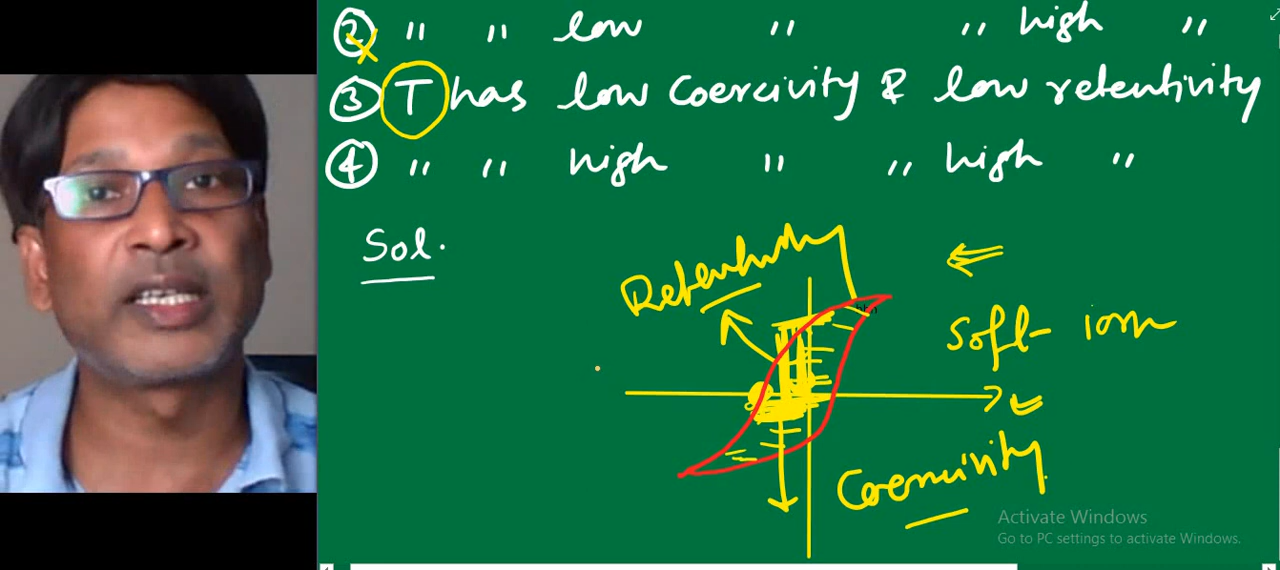 ② " " low " " high "
③ T has low Coercivity & low retentivity
④ " " high " " high "
Sol.
Retentivity
Soft iron
Coercivity
Activate Windows
Go to PC settings to activate Windows.